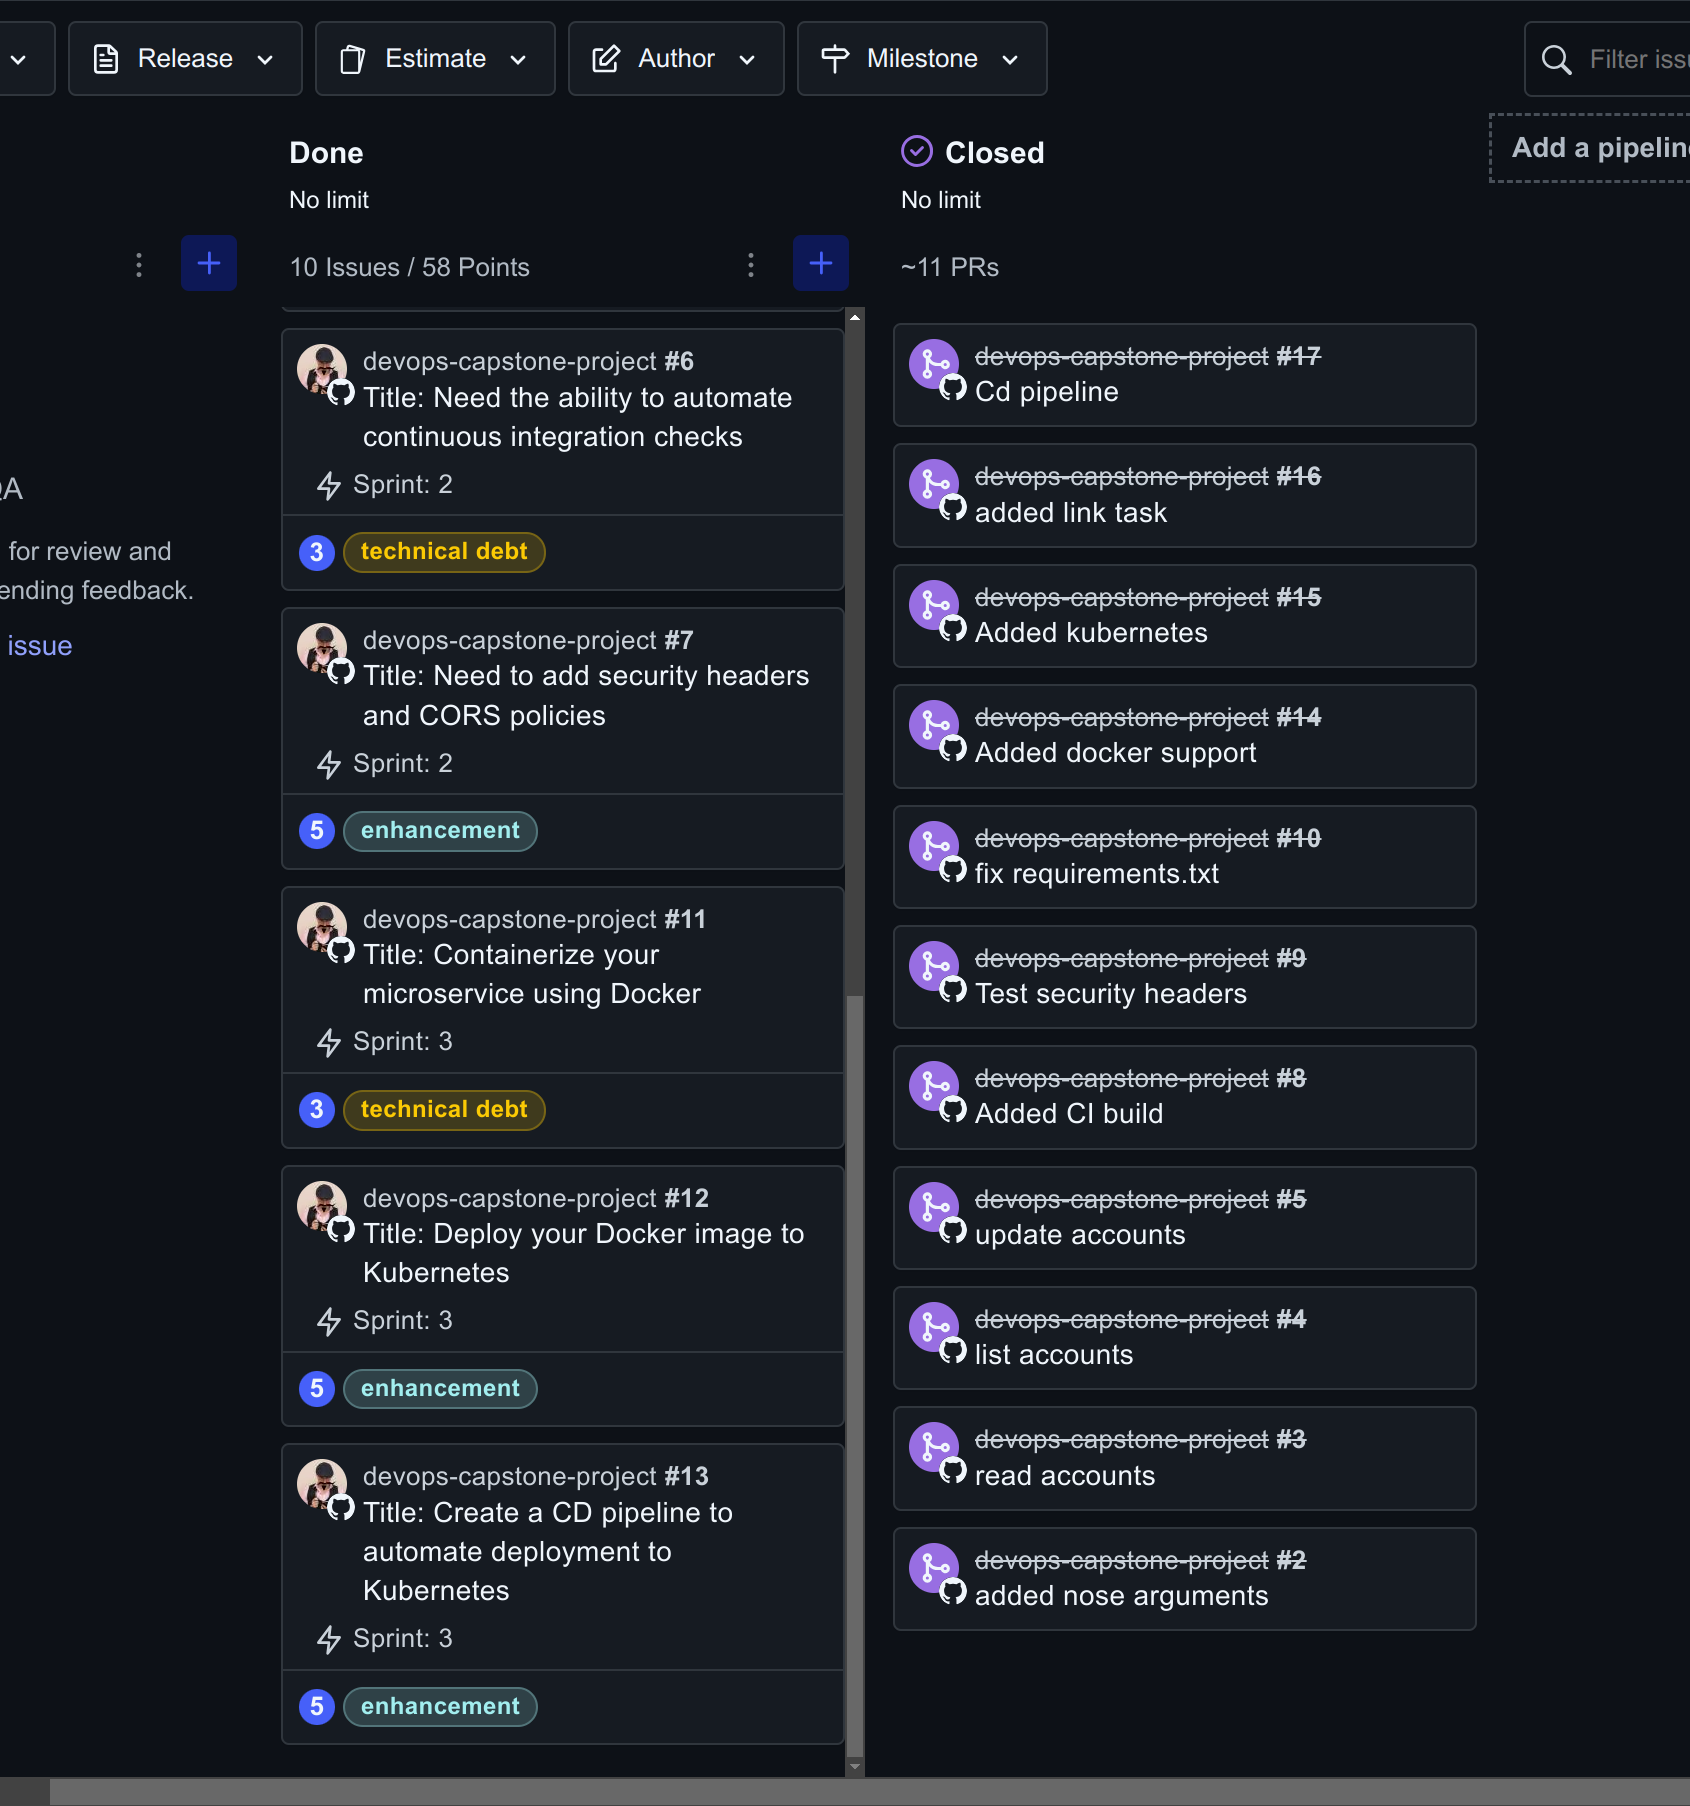 Release
Estimate
Author
Milestone
Filter
Done
No limit
10 Issues / 58 Points
Closed
No limit
~11 PRs
Add a
for review and
feedback.
issue
devops-capstone-project #6
Title: Need the ability to automate
continuous integration checks
Sprint: 2
3 technical debt
devops-capstone-project #7
Title: Need to add security headers
and CORS policies
Sprint: 2
5 enhancement
devops-capstone-project #11
Title: Containerize your
microservice using Docker
Sprint: 3
3 technical debt
devops-capstone-project #12
Title: Deploy your Docker image to
Kubernetes
Sprint: 3
5 enhancement
devops-capstone-project #13
Title: Create a CD pipeline to
automate deployment to
Kubernetes
Sprint: 3
5 enhancement
devops-capstone-project #17
Cd pipeline
devops-capstone-project #16
added link task
devops-capstone-project #15
Added kubernetes
devops-capstone-project #14
Added docker support
devops-capstone-project #10
fix requirements.txt
devops-capstone-project #9
Test security headers
devops-capstone-project #8
Added CI build
devops-capstone-project #5
update accounts
devops-capstone-project #4
list accounts
devops-capstone-project #3
read accounts
devops-capstone-project #2
added nose arguments